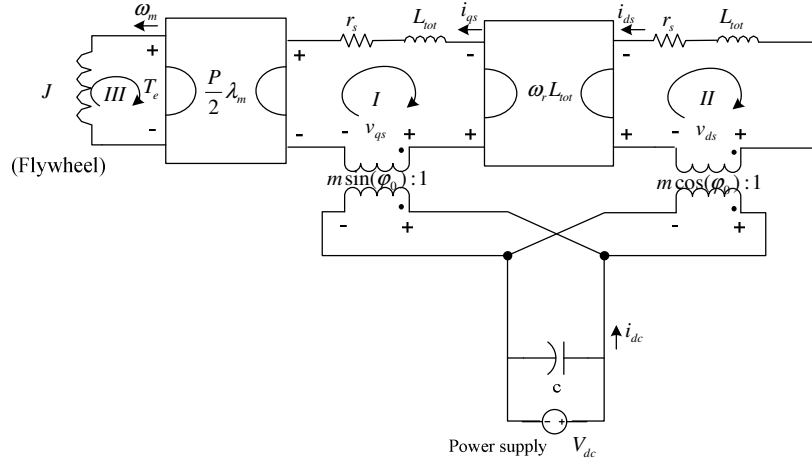 ω_m
r_s
L_tot
i_qs
i_ds
r_s
L_tot
+
+
-
-
J
III
T_e
P/2 λ_m
I
ω_r L_tot
II
-
v_qs
+
-
v_ds
+
-
-
+
+
(Flywheel)
m sin(φ_0) : 1
m cos(φ_0) : 1
-
+
-
+
i_dc
c
- +
Power supply
V_dc